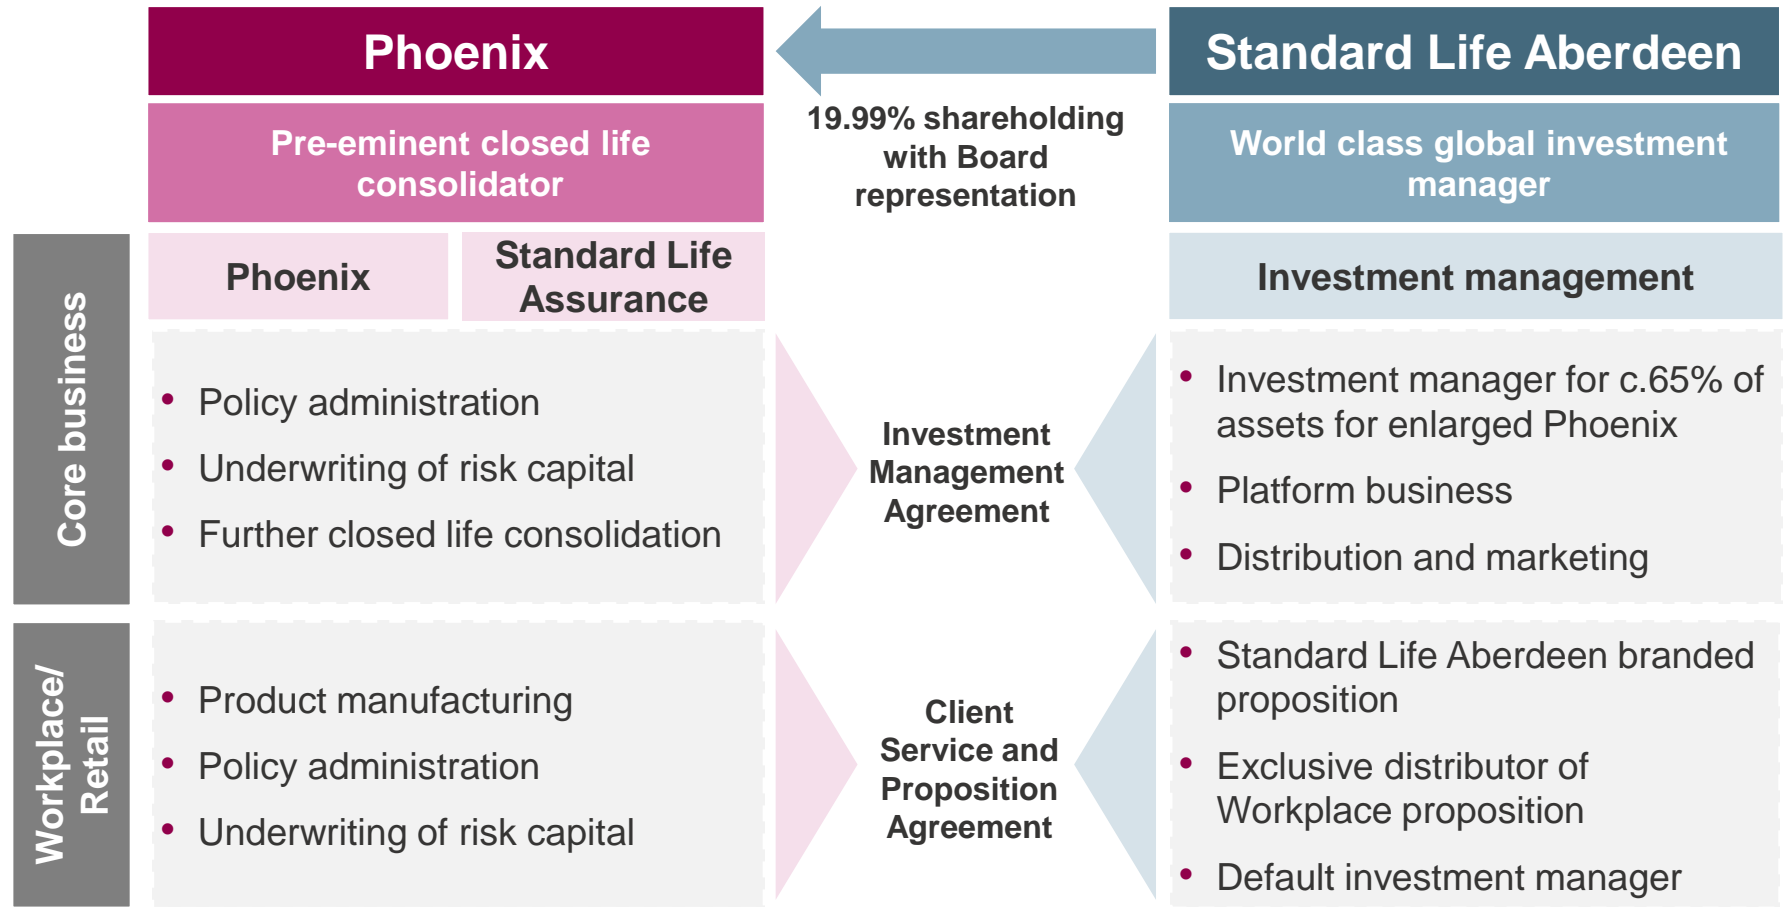 Phoenix
Standard Life Aberdeen
19.99% shareholding
with Board
representation
Pre-eminent closed life
consolidator
World class global investment
manager
Phoenix
Standard Life
Assurance
Investment management
Core business
• Policy administration
• Underwriting of risk capital
• Further closed life consolidation
Investment
Management
Agreement
• Investment manager for c.65% of
assets for enlarged Phoenix
• Platform business
• Distribution and marketing
Workplace/
Retail
• Product manufacturing
• Policy administration
• Underwriting of risk capital
Client
Service and
Proposition
Agreement
• Standard Life Aberdeen branded
proposition
• Exclusive distributor of
Workplace proposition
• Default investment manager